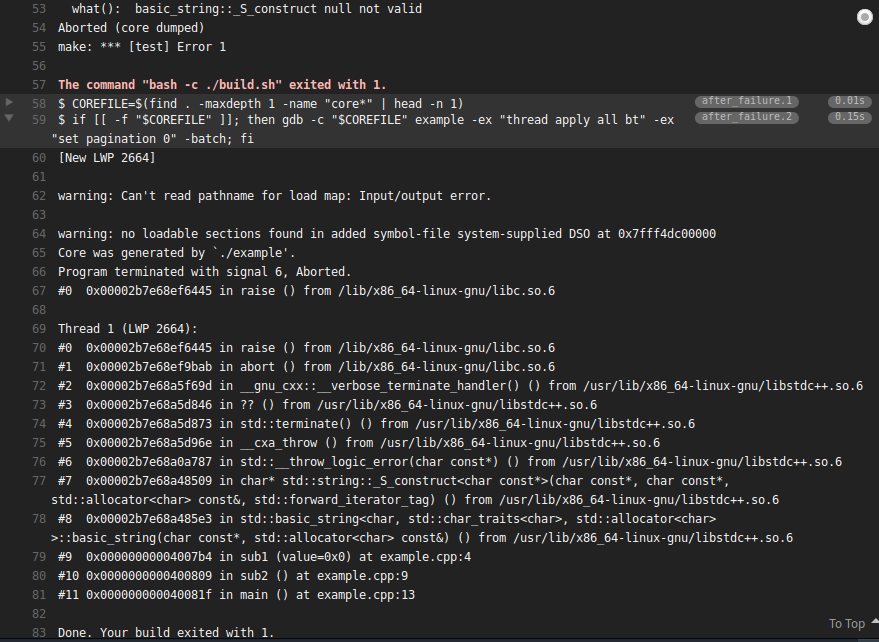 53 what(): basic_string::_S_construct null not valid
54 Aborted (core dumped)
55 make: *** [test] Error 1
56
57 The command "bash -c ./build.sh" exited with 1.
58 $ COREFILE=$(find . -maxdepth 1 -name "core*" | head -n 1) after_failure.1 0.01s
59 $ if [[ -f "$COREFILE" ]]; then gdb -c "$COREFILE" example -ex "thread apply all bt" -ex after_failure.2 0.15s
"set pagination 0" -batch; fi
60 [New LWP 2664]
61
62 warning: Can't read pathname for load map: Input/output error.
63
64 warning: no loadable sections found in added symbol-file system-supplied DSO at 0x7fff4dc00000
65 Core was generated by `./example'.
66 Program terminated with signal 6, Aborted.
67 #0 0x00002b7e68ef6445 in raise () from /lib/x86_64-linux-gnu/libc.so.6
68
69 Thread 1 (LWP 2664):
70 #0 0x00002b7e68ef6445 in raise () from /lib/x86_64-linux-gnu/libc.so.6
71 #1 0x00002b7e68ef9bab in abort () from /lib/x86_64-linux-gnu/libc.so.6
72 #2 0x00002b7e68a5f69d in __gnu_cxx::__verbose_terminate_handler() () from /usr/lib/x86_64-linux-gnu/libstdc++.so.6
73 #3 0x00002b7e68a5d846 in ?? () from /usr/lib/x86_64-linux-gnu/libstdc++.so.6
74 #4 0x00002b7e68a5d873 in std::terminate() () from /usr/lib/x86_64-linux-gnu/libstdc++.so.6
75 #5 0x00002b7e68a5d96e in __cxa_throw () from /usr/lib/x86_64-linux-gnu/libstdc++.so.6
76 #6 0x00002b7e68a0a787 in std::__throw_logic_error(char const*) () from /usr/lib/x86_64-linux-gnu/libstdc++.so.6
77 #7 0x00002b7e68a48509 in char* std::string::_S_construct<char const*>(char const*, char const*,
std::allocator<char> const&, std::forward_iterator_tag) () from /usr/lib/x86_64-linux-gnu/libstdc++.so.6
78 #8 0x00002b7e68a485e3 in std::basic_string<char, std::char_traits<char>, std::allocator<char>
>::basic_string(char const*, std::allocator<char> const&) () from /usr/lib/x86_64-linux-gnu/libstdc++.so.6
79 #9 0x00000000004007b4 in sub1 (value=0x0) at example.cpp:4
80 #10 0x0000000000400809 in sub2 () at example.cpp:9
81 #11 0x000000000040081f in main () at example.cpp:13
82
To Top
83 Done. Your build exited with 1.